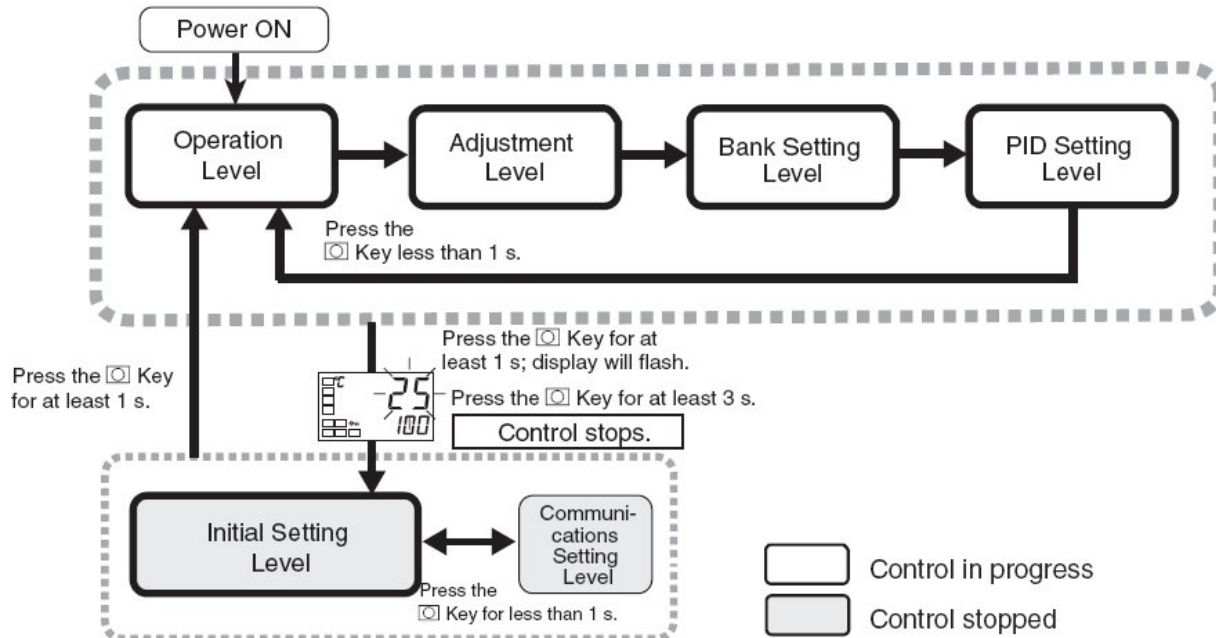 Power ON
Operation
Level
Adjustment
Level
Bank Setting
Level
PID Setting
Level
Press the
Key less than 1 s.
Press the Key for at
least 1 s; display will flash.
Press the Key
for at least 1 s.
°C
25
100
Press the Key for at least 3 s.
Control stops.
Initial Setting
Level
Communi-
cations
Setting
Level
Press the
Key for less than 1 s.
Control in progress
Control stopped